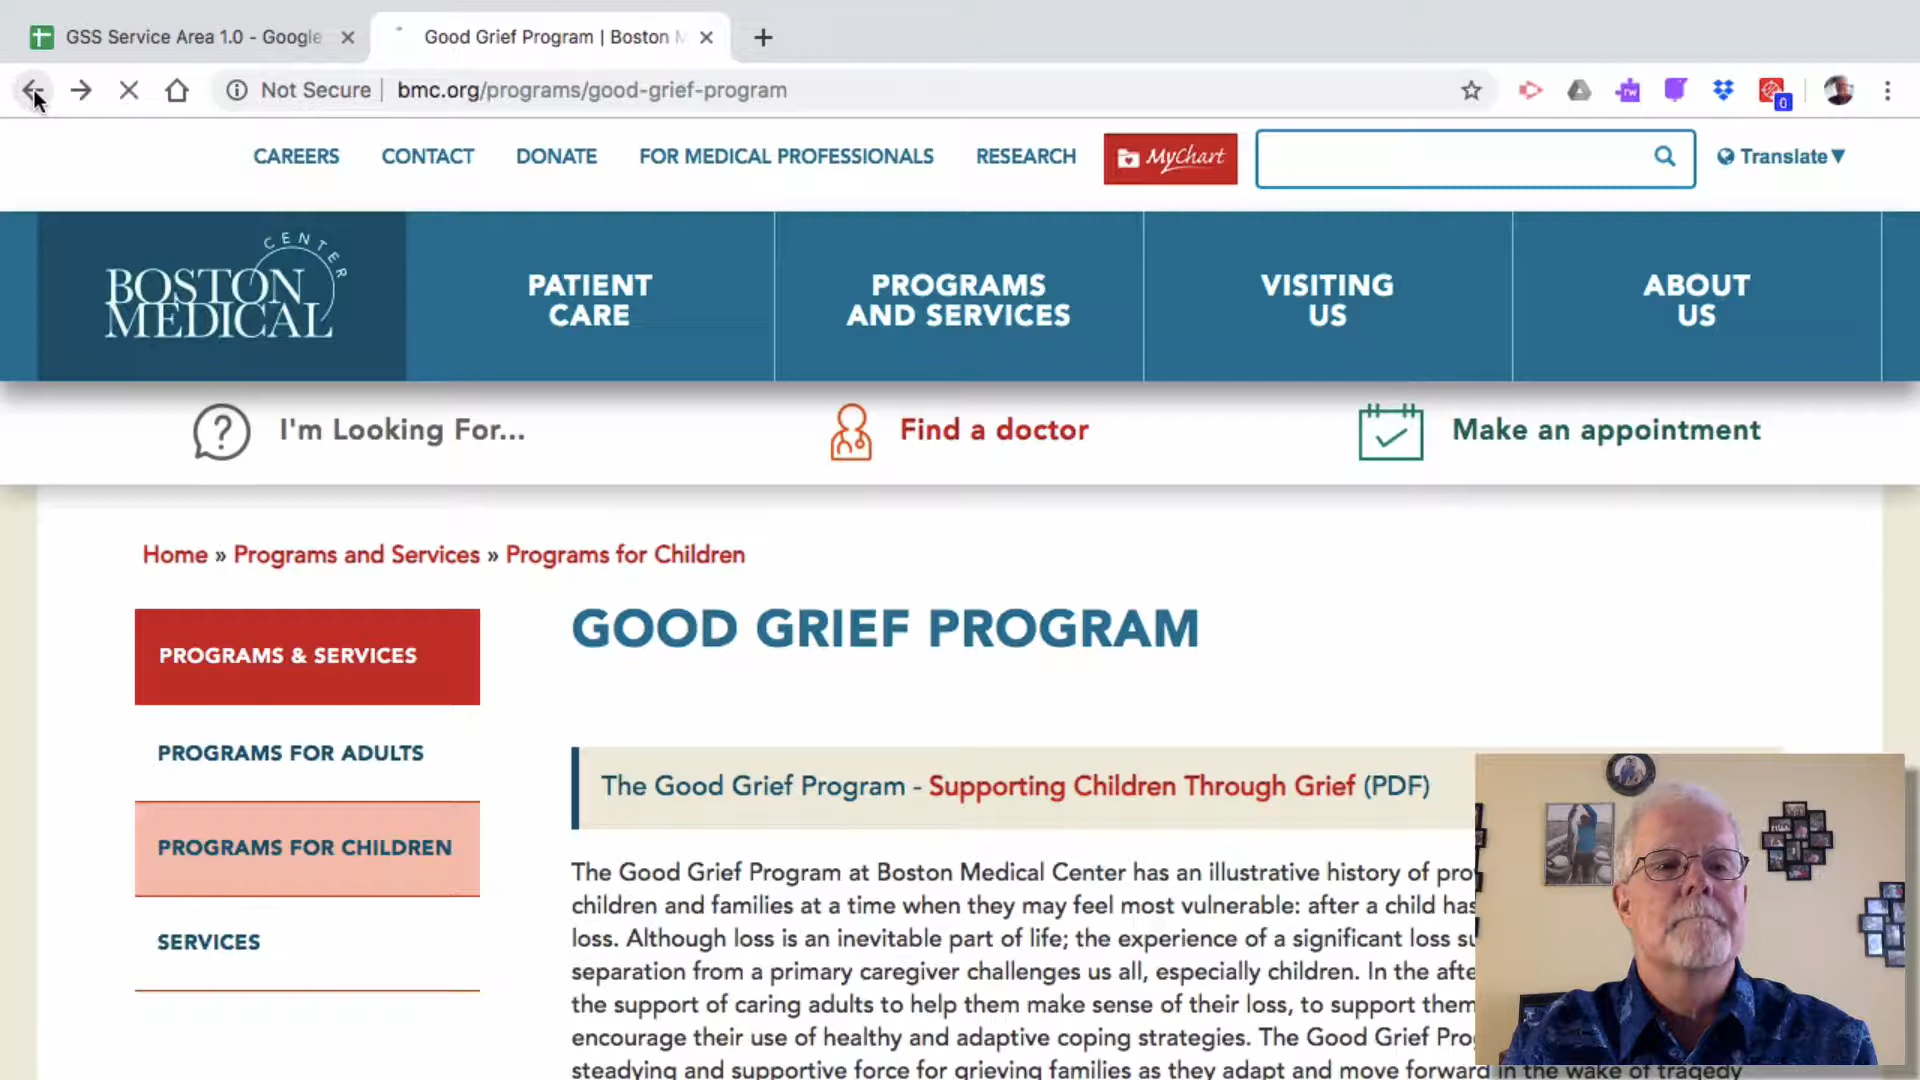 GSS Service Area 1.0 - Google
Good Grief Program | Boston M
Not Secure | bmc.org/programs/good-grief-program
rw
0
CAREERS CONTACT DONATE FOR MEDICAL PROFESSIONALS RESEARCH MyChart Translate▼
BOSTON MEDICAL CENTER
PATIENT CARE
PROGRAMS AND SERVICES
VISITING US
ABOUT US
I'm Looking For...
Find a doctor
Make an appointment
Home » Programs and Services » Programs for Children
PROGRAMS & SERVICES
PROGRAMS FOR ADULTS
PROGRAMS FOR CHILDREN
SERVICES
GOOD GRIEF PROGRAM
The Good Grief Program - Supporting Children Through Grief (PDF)
The Good Grief Program at Boston Medical Center has an illustrative history of pro
children and families at a time when they may feel most vulnerable: after a child has
loss. Although loss is an inevitable part of life; the experience of a significant loss su
separation from a primary caregiver challenges us all, especially children. In the afte
the support of caring adults to help them make sense of their loss, to support them
encourage their use of healthy and adaptive coping strategies. The Good Grief Prog
steadying and supportive force for grieving families as they adapt and move forward in the wake of tragedy